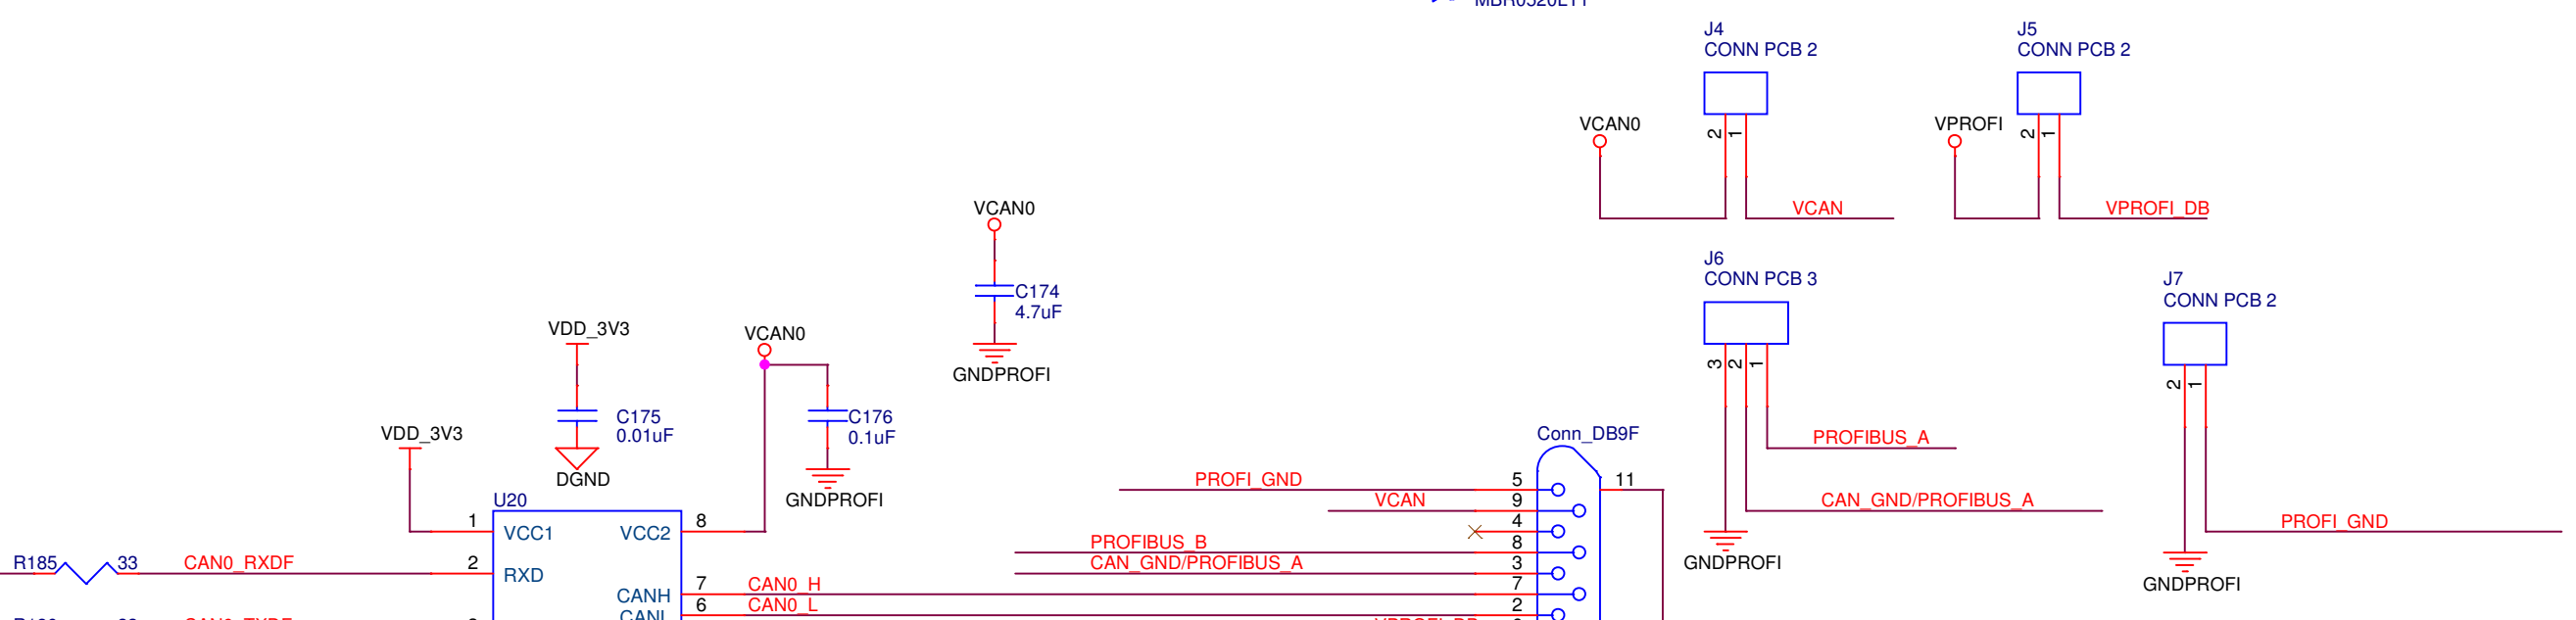 J4
CONN PCB 2
J5
CONN PCB 2
VCAN0
2
1
VPROFI
2
1
VCAN
VPROFI_DB
VCAN0
C174
4.7uF
GNDPROFI
J6
CONN PCB 3
3
2
1
J7
CONN PCB 2
2
1
VDD_3V3
VCAN0
C175
0.01uF
C176
0.1uF
VDD_3V3
DGND
GNDPROFI
Conn_DB9F
PROFIBUS_A
CAN_GND/PROFIBUS_A
PROFI_GND
GNDPROFI
GNDPROFI
PROFI_GND
5
11
VCAN
9
4
PROFIBUS_B
8
CAN_GND/PROFIBUS_A
3
U20
1
VCC1
VCC2
8
R185
33
CAN0_RXDF
2
RXD
CANH
7
CAN0_H
7
6
CAN0_L
2